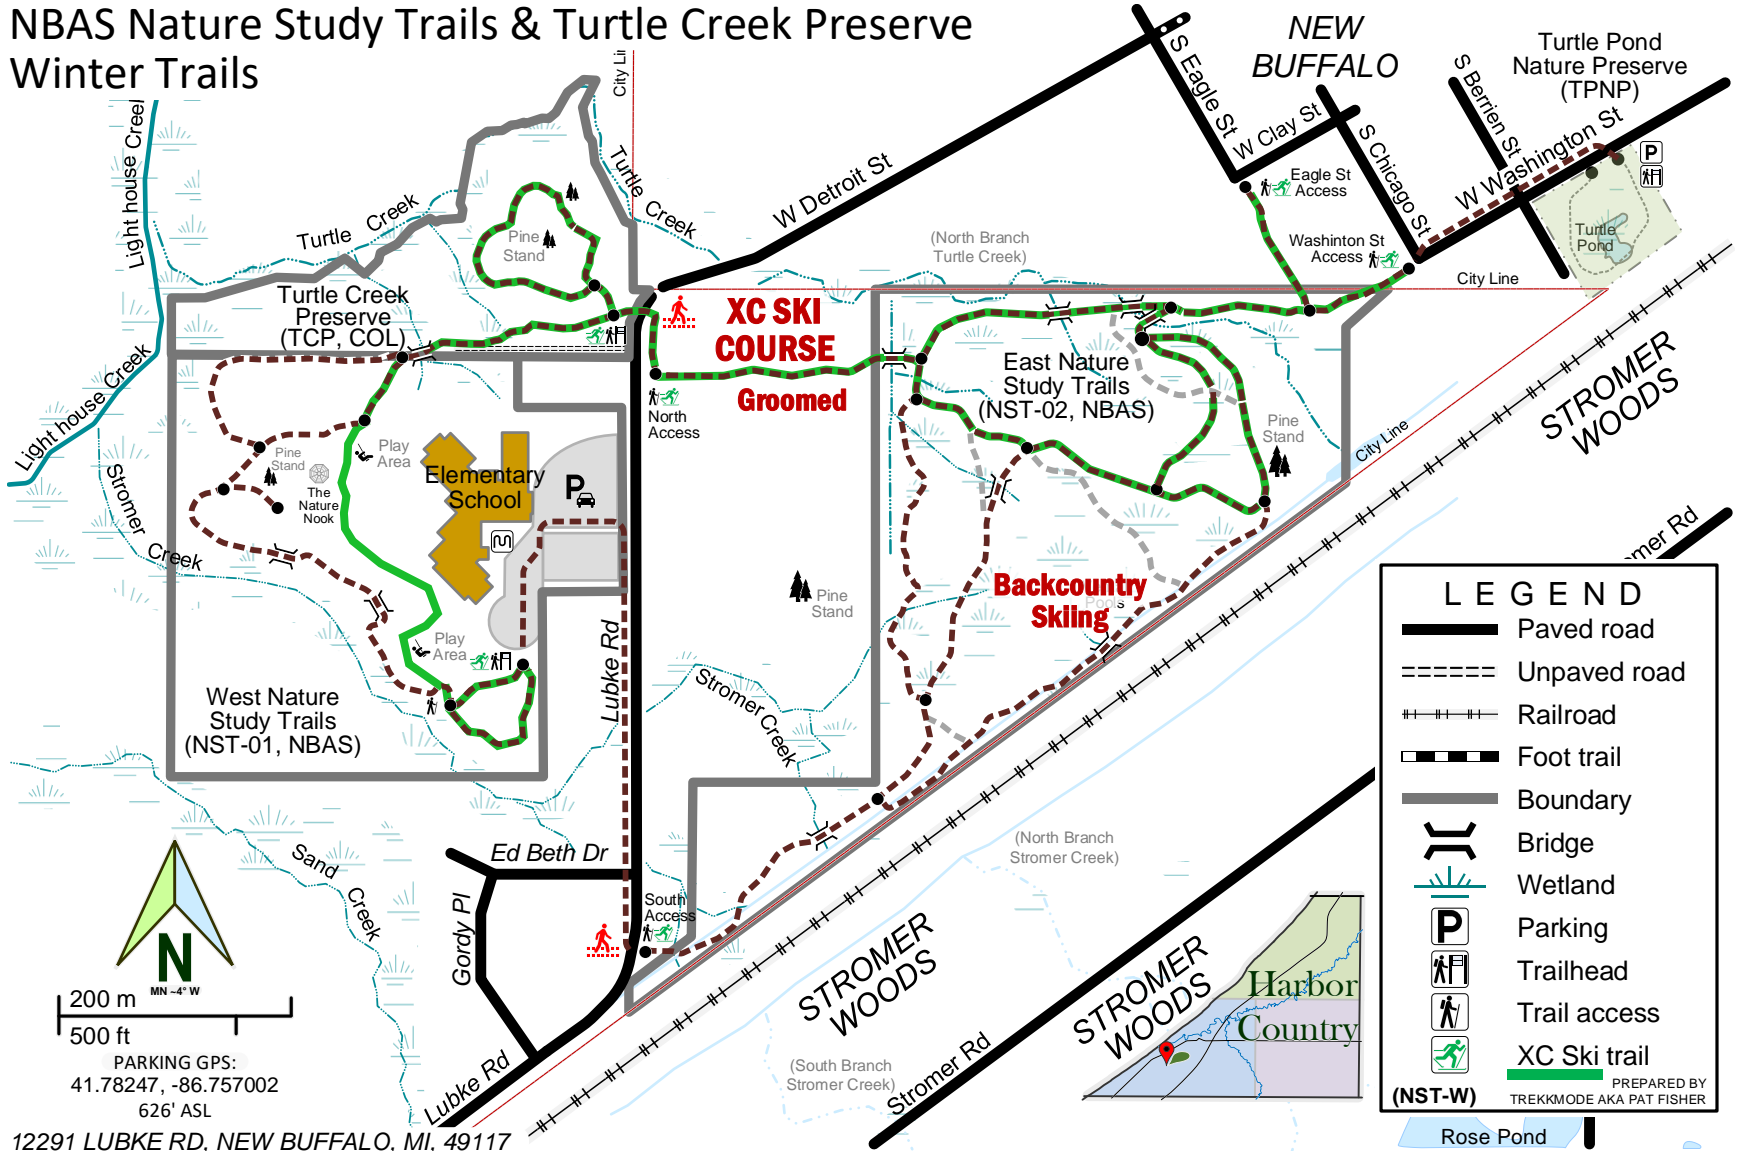 NBAS Nature Study Trails & Turtle Creek Preserve
Winter Trails
City Li
NEW
BUFFALO
Turtle Pond
Nature Preserve
(TPNP)
S Eagle St
W Clay St
S Chicago St
S Berrien St
W Washington St
P
Eagle St
Access
Washinton St
Access
Turtle
Pond
City Line
Light house Creek
Light house Creek
Turtle Creek
Turtle
Creek
W Detroit St
(North Branch
Turtle Creek)
Pine
Stand
Turtle Creek
Preserve
(TCP, COL)
XC SKI
COURSE
Groomed
North
Access
East Nature
Study Trails
(NST-02, NBAS)
Pine
Stand
City Line
STROMER
WOODS
Play
Area
Pine
Stand
The
Nature
Nook
Elementary
School
P
Stromer
Creek
Pine
Stand
Backcountry
Skiing
Pools
Play
Area
Lubke Rd
West Nature
Study Trails
(NST-01, NBAS)
Stromer Creek
omer Rd
Sand
Creek
Ed Beth Dr
Gordy Pl
South
Access
(North Branch
Stromer Creek)
STROMER
WOODS
STROMER
WOODS
(South Branch
Stromer Creek)
Stromer Rd
Lubke Rd
Harbor
Country
N
MN ~4° W
200 m
500 ft
PARKING GPS:
41.78247, -86.757002
626' ASL
12291 LUBKE RD, NEW BUFFALO, MI, 49117
LEGEND
Paved road
Unpaved road
Railroad
Foot trail
Boundary
Bridge
Wetland
P Parking
Trailhead
Trail access
XC Ski trail
(NST-W)
PREPARED BY
TREKKMODE AKA PAT FISHER
Rose Pond